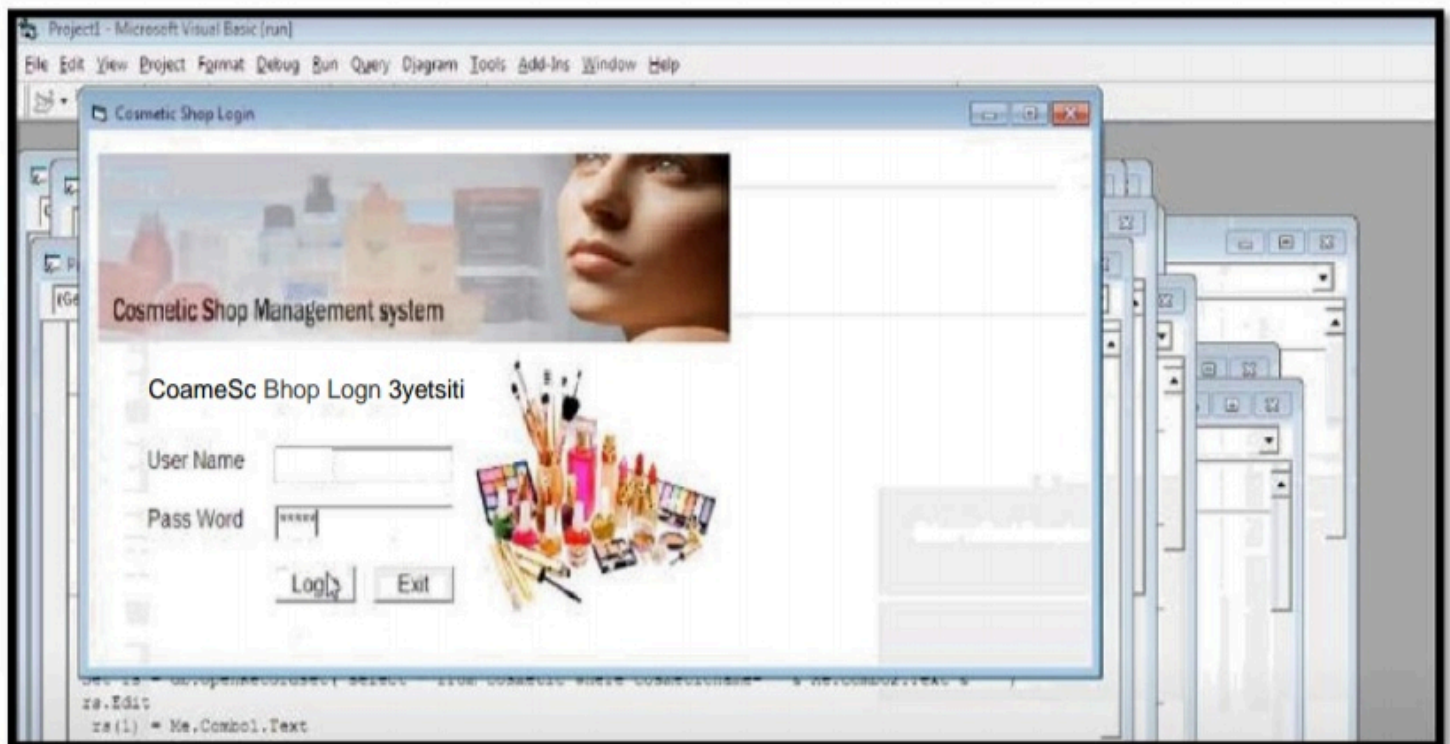 Project1 - Microsoft Visual Basic [run]
File Edit View Project Format Debug Run Query Diagram Tools Add-Ins Window Help
Cosmetic Shop Login
Cosmetic Shop Management system
CoameSc Bhop Logn 3yetsiti
User Name
Pass Word *****
Exit
rs.Edit
rs(1) = Me.Combo1.Text